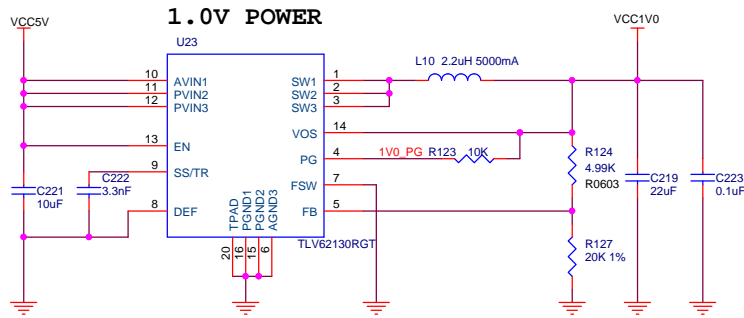 1.0V POWER
VCC5V
VCC1V0
U23
L10 2.2uH 5000mA
10 AVIN1 SW1 1
11 PVIN2 SW2 2
12 PVIN3 SW3 3
VOS 14
13 EN
PG 4 1V0_PG R123 10K
9 SS/TR
FSW 7
8 DEF
FB 5
TPAD PGND1 PGND2 AGND3
20 16 15 6
TLV62130RGT
C221
10uF
C222
3.3nF
R124
4.99K
R0603
R127
20K 1%
C219
22uF
C223
0.1uF